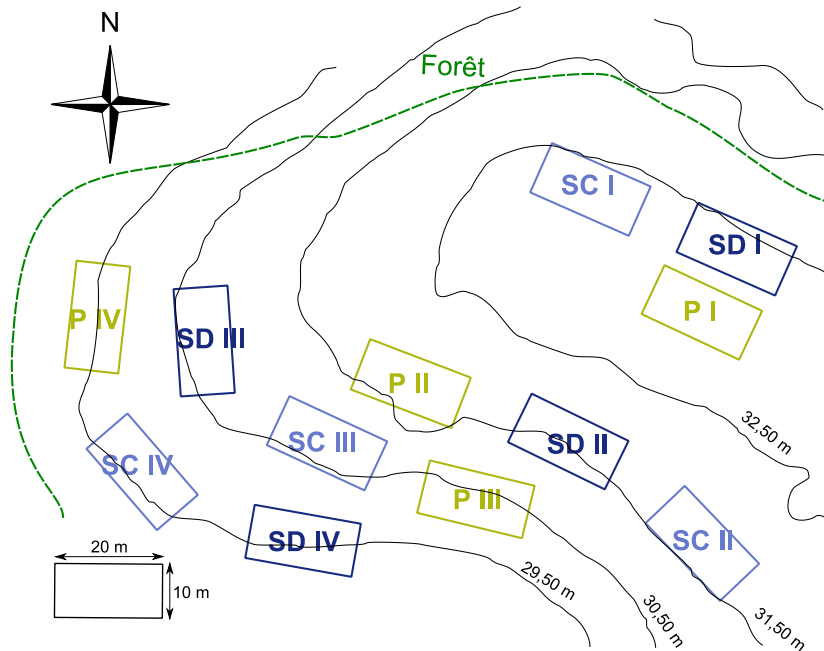 N
Forêt
SC I
SD I
P I
P IV
SD III
P II
SC III
SD II
SC IV
P III
SD IV
SC II
32,50 m
31,50 m
30,50 m
29,50 m
20 m
10 m